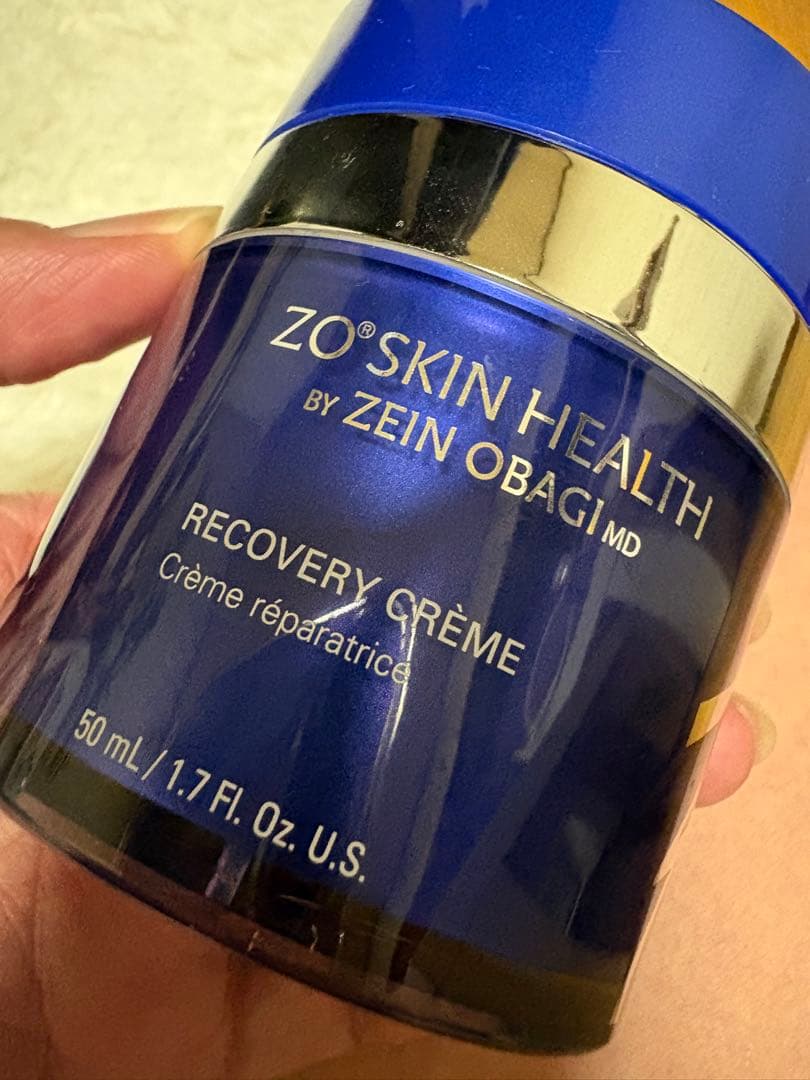 ZO® SKIN HEALTH
BY ZEIN OBAGI MD
RECOVERY CRÈME
Crème réparatrice
50 mL / 1.7 Fl. Oz. U.S.